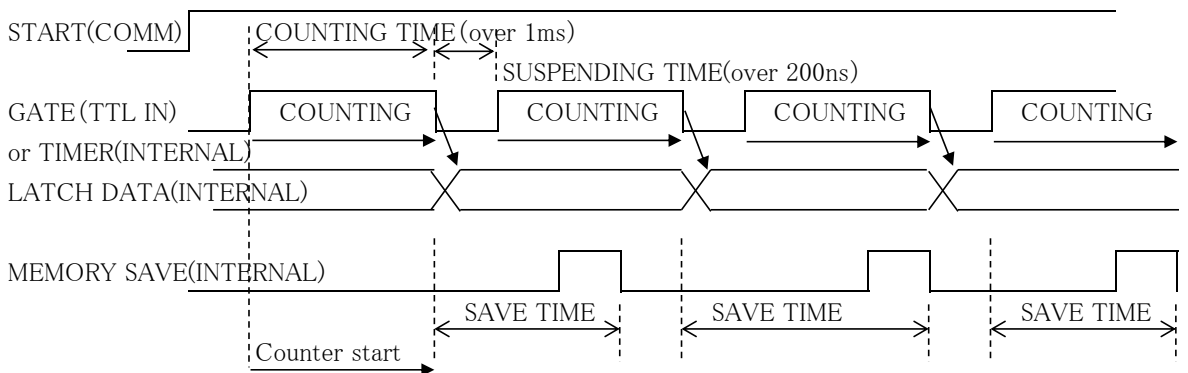 START(COMM)
COUNTING TIME(over 1ms)
SUSPENDING TIME(over 200ns)
GATE(TTL IN)
COUNTING COUNTING COUNTING COUNTING
or TIMER(INTERNAL)
LATCH DATA(INTERNAL)
MEMORY SAVE(INTERNAL)
SAVE TIME SAVE TIME SAVE TIME
Counter start